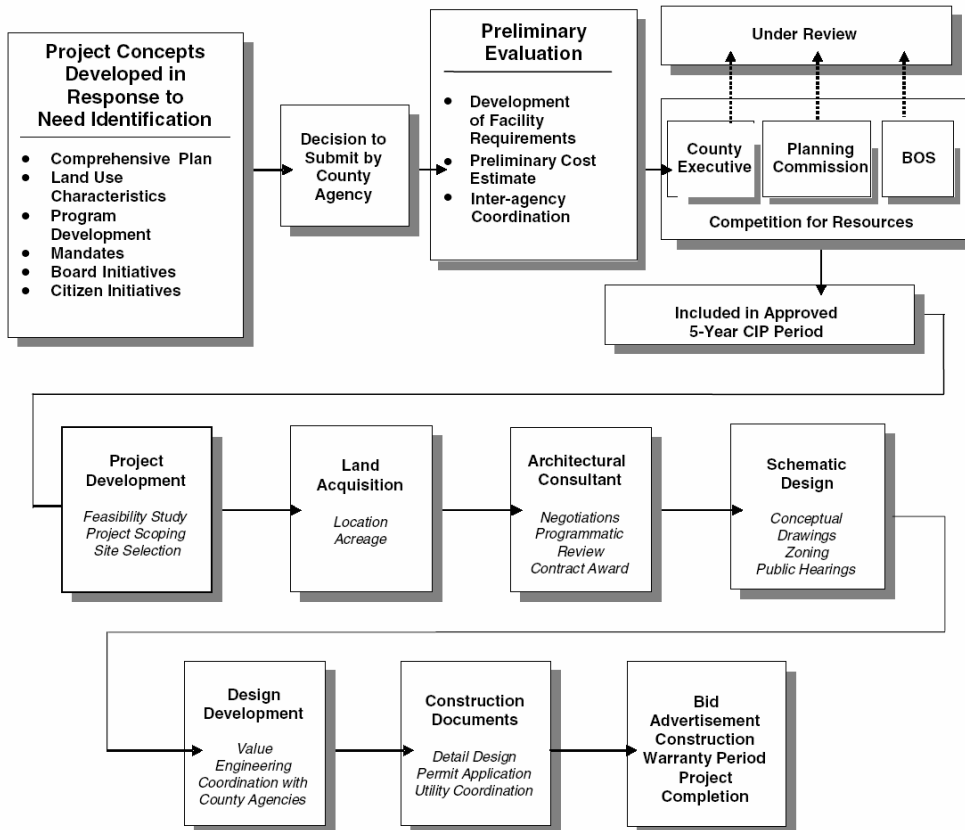 Project Concepts
Developed in
Response to
Need Identification
● Comprehensive Plan
● Land Use
Characteristics
● Program
Development
● Mandates
● Board Initiatives
● Citizen Initiatives
Decision to
Submit by
County
Agency
Preliminary
Evaluation
● Development
of Facility
Requirements
● Preliminary Cost
Estimate
● Inter-agency
Coordination
Under Review
County
Executive
Planning
Commission
BOS
Competition for Resources
Included in Approved
5-Year CIP Period
Project
Development
Feasibility Study
Project Scoping
Site Selection
Land
Acquisition
Location
Acreage
Architectural
Consultant
Negotiations
Programmatic
Review
Contract Award
Schematic
Design
Conceptual
Drawings
Zoning
Public Hearings
Design
Development
Value
Engineering
Coordination with
County Agencies
Construction
Documents
Detail Design
Permit Application
Utility Coordination
Bid
Advertisement
Construction
Warranty Period
Project
Completion